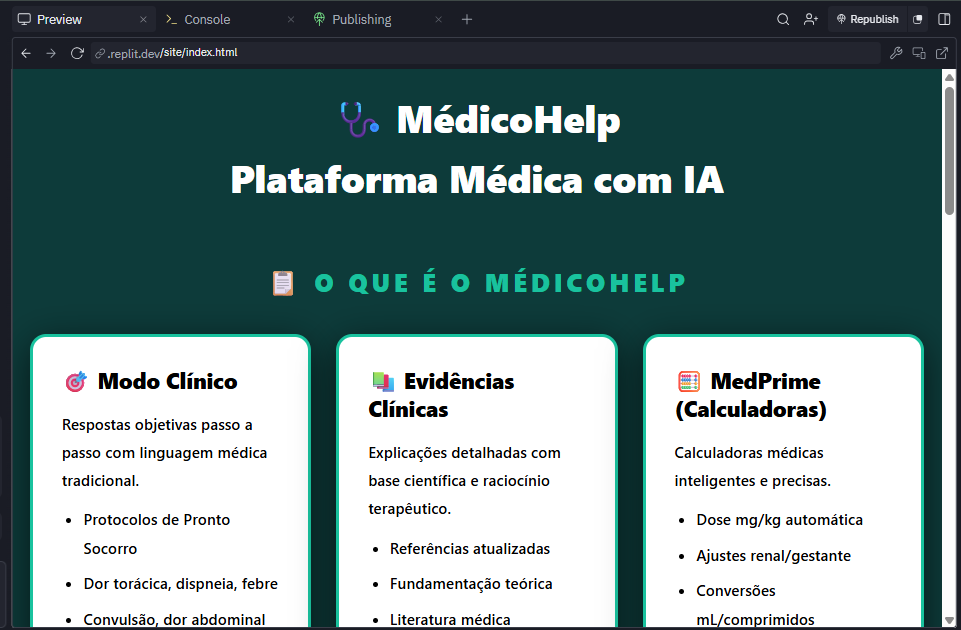 Preview
Console
Publishing
Republish
.replit.dev/site/index.html
MédicoHelp
Plataforma Médica com IA
O QUE É O MÉDICOHELP
Modo Clínico
Respostas objetivas passo a
passo com linguagem médica
tradicional.
• Protocolos de Pronto
Socorro
• Dor torácica, dispneia, febre
• Convulsão, dor abdominal
Evidências
Clínicas
Explicações detalhadas com
base científica e raciocínio
terapêutico.
• Referências atualizadas
• Fundamentação teórica
• Literatura médica
MedPrime
(Calculadoras)
Calculadoras médicas
inteligentes e precisas.
• Dose mg/kg automática
• Ajustes renal/gestante
• Conversões
mL/comprimidos